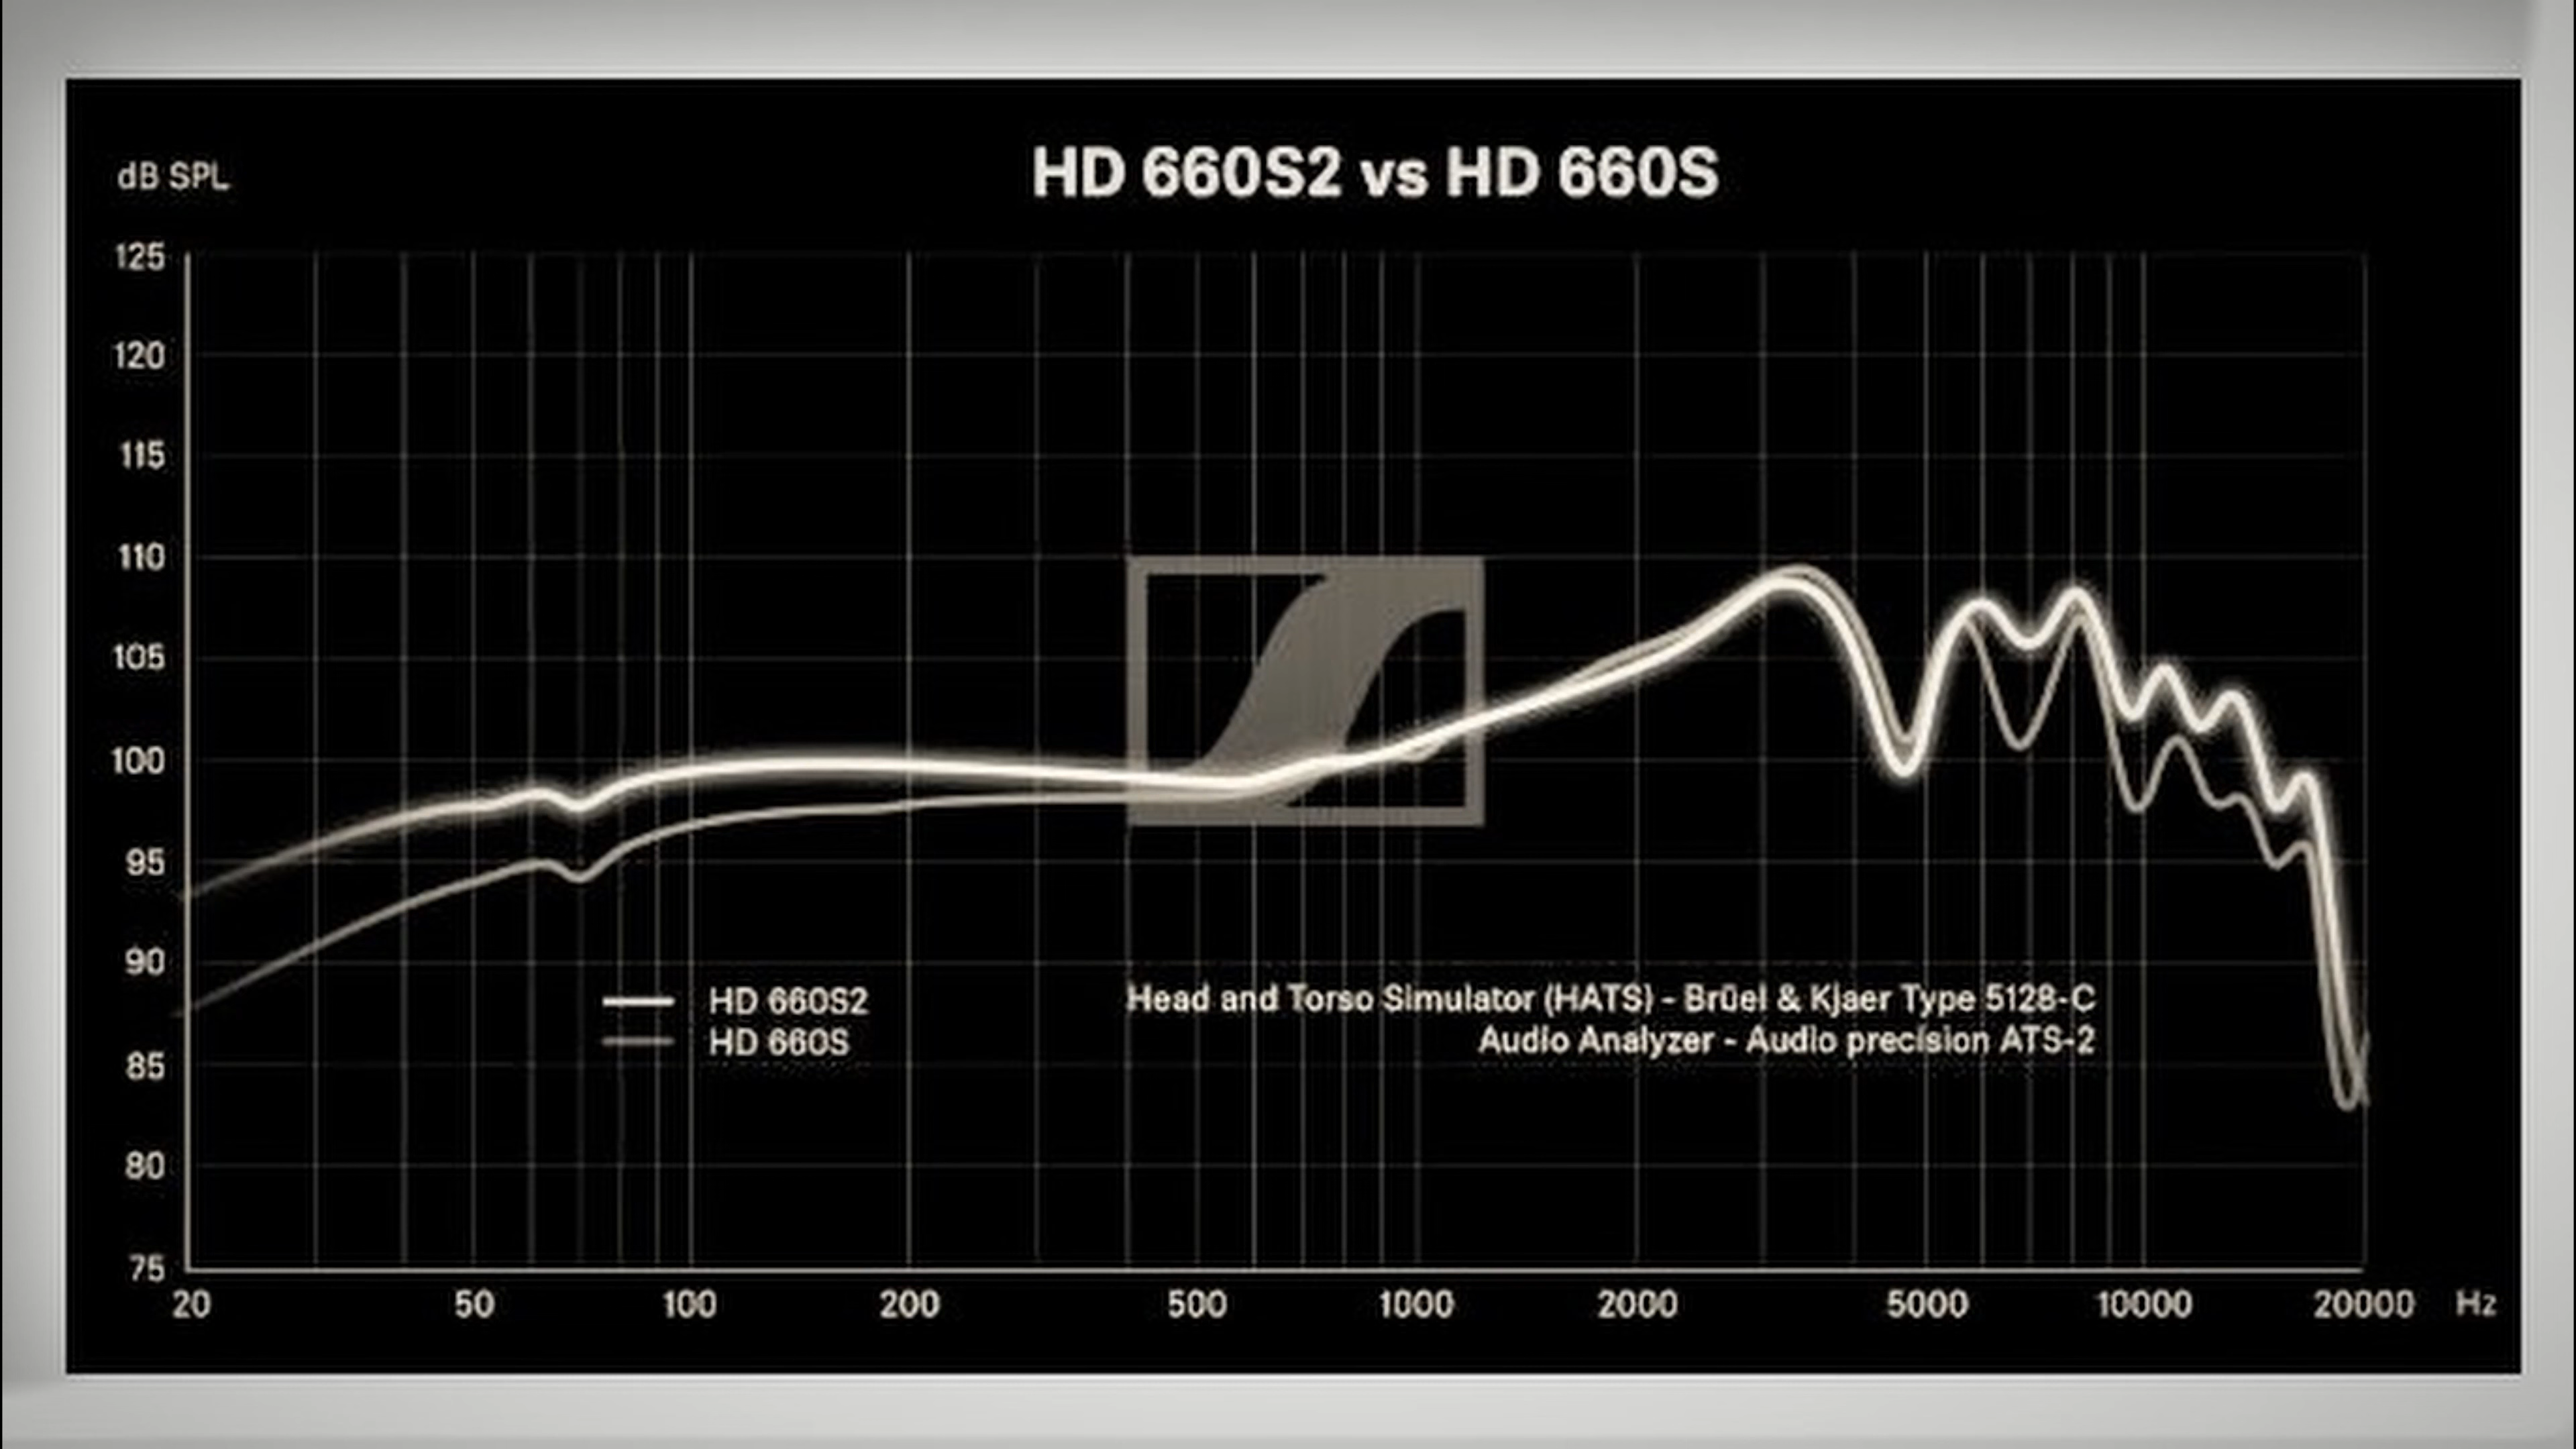 HD 660S2 vs HD 660S
dB SPL
125
120
115
110
105
100
95
90
85
80
75
HD 660S2
HD 660S
Head and Torso Simulator (HATS) - Brüel & Kjaer Type 5128-C
Audio Analyzer - Audio precision ATS-2
20 50 100 200 500 1000 2000 5000 10000 20000 Hz